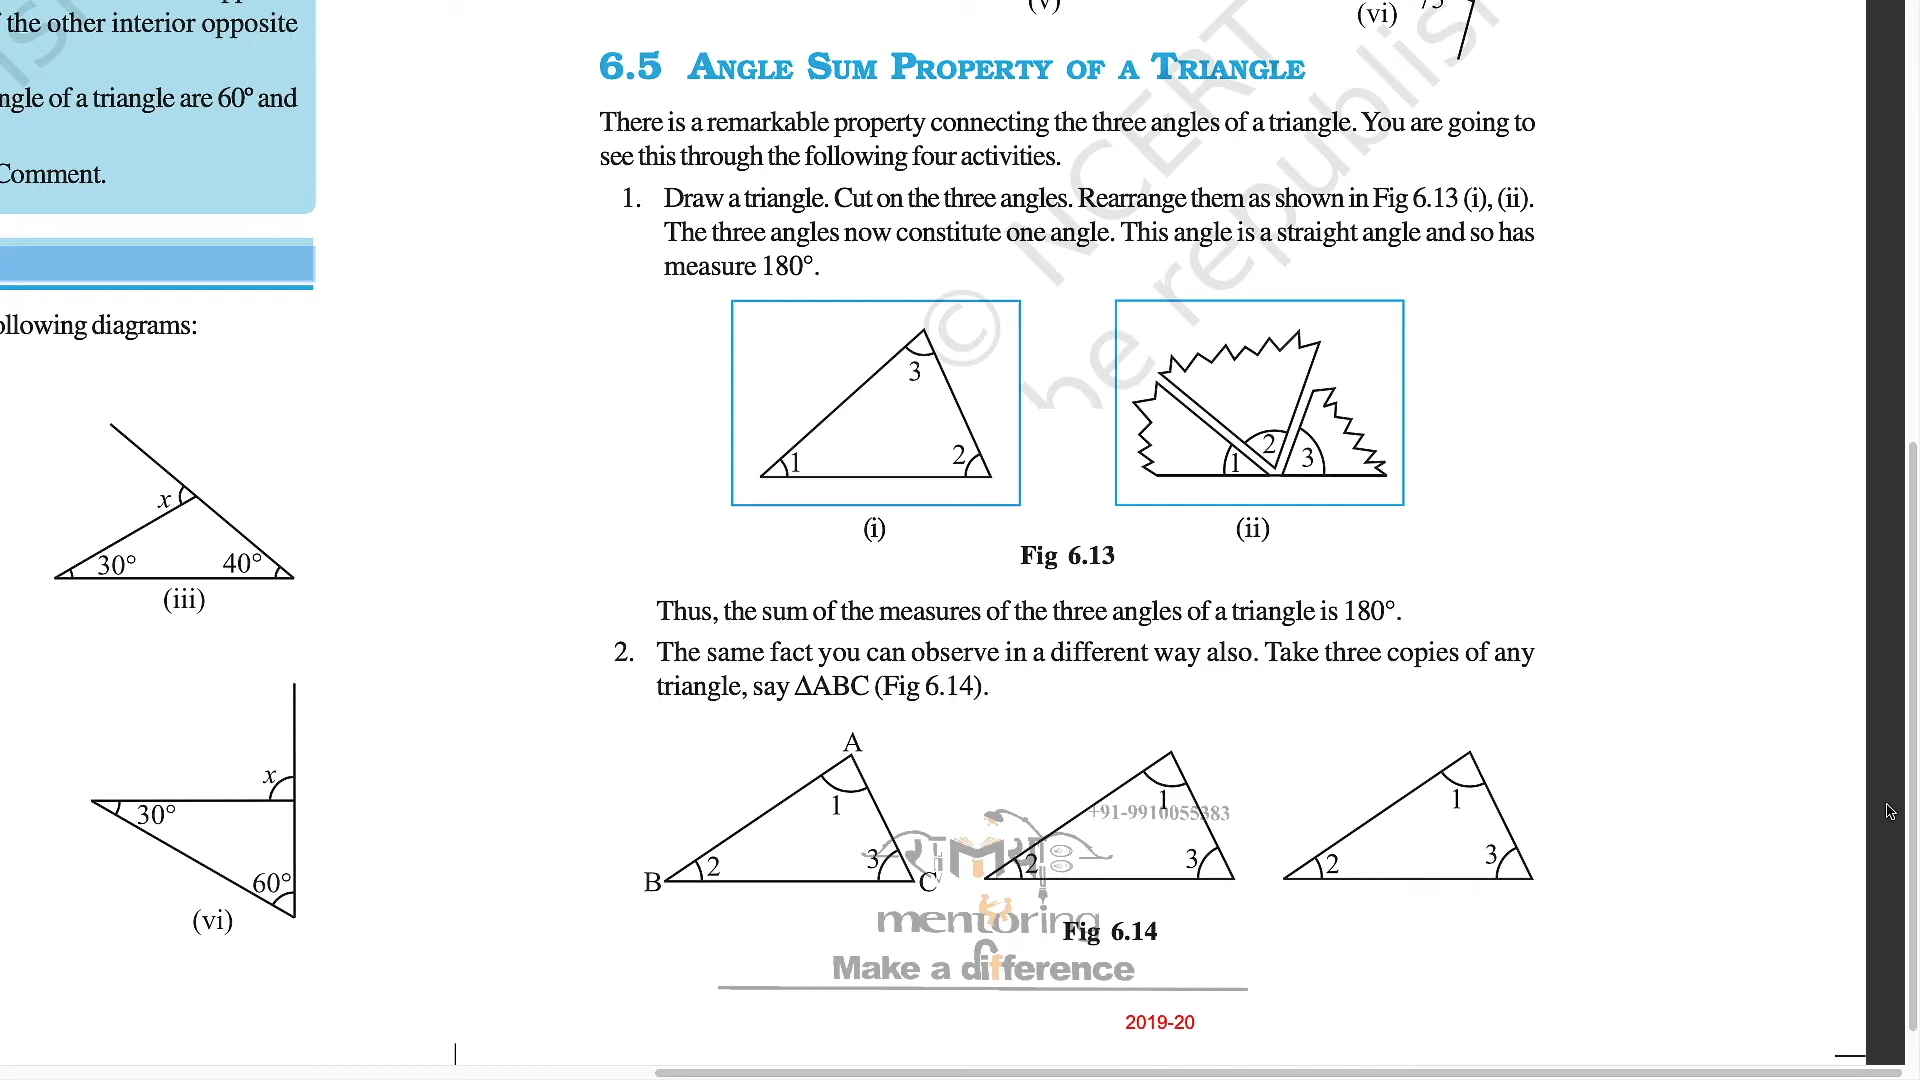 the other interior opposite
ngle of a triangle are 60° and
Comment.
ollowing diagrams:
x
30°
40°
(iii)
x
30°
60°
(vi)
(v)
(vi)
6.5 ANGLE SUM PROPERTY OF A TRIANGLE
There is a remarkable property connecting the three angles of a triangle. You are going to
see this through the following four activities.
1. Draw a triangle. Cut on the three angles. Rearrange them as shown in Fig 6.13 (i), (ii).
The three angles now constitute one angle. This angle is a straight angle and so has
measure 180°.
3
1
2
1
2
3
(i)
(ii)
Fig 6.13
Thus, the sum of the measures of the three angles of a triangle is 180°.
2. The same fact you can observe in a different way also. Take three copies of any
triangle, say ΔABC (Fig 6.14).
A
1
2
3
B
C
1
2
3
1
2
3
+91-9910055383
mentoring
Fig 6.14
Make a difference
2019-20
© NCERT
be republis